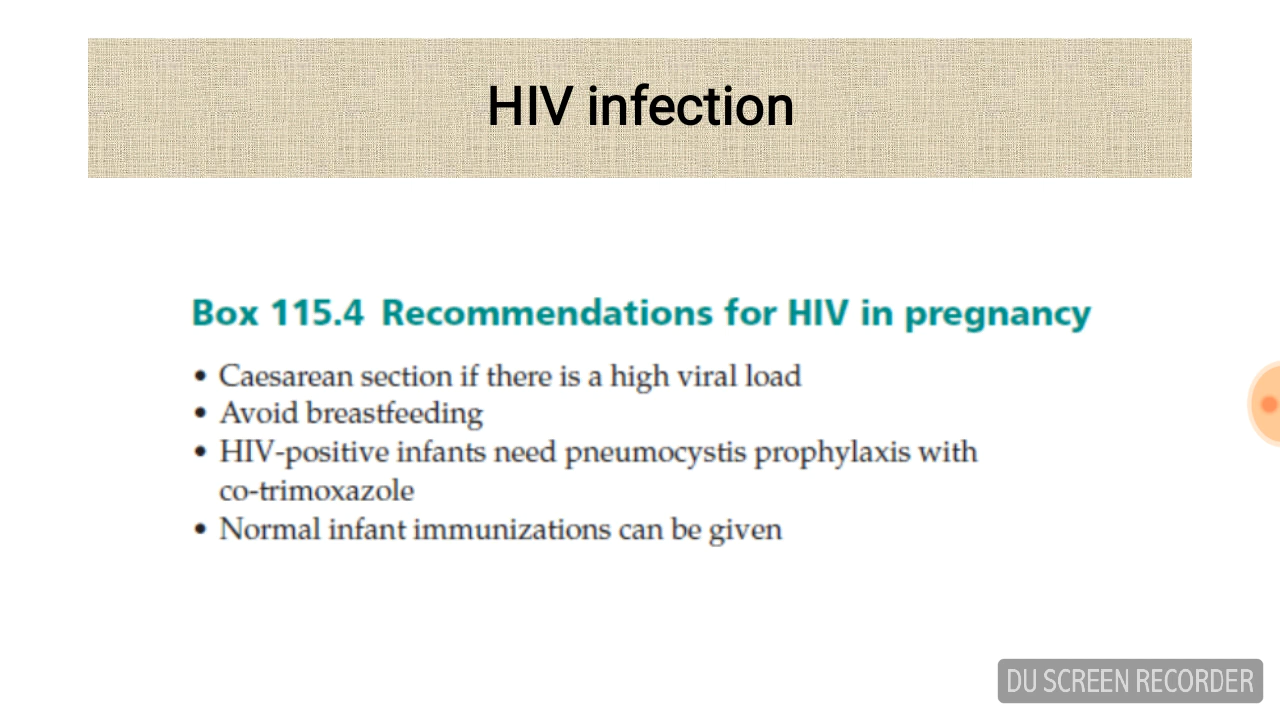 HIV infection
Box 115.4 Recommendations for HIV in pregnancy
• Caesarean section if there is a high viral load
• Avoid breastfeeding
• HIV-positive infants need pneumocystis prophylaxis with
co-trimoxazole
• Normal infant immunizations can be given
DU SCREEN RECORDER